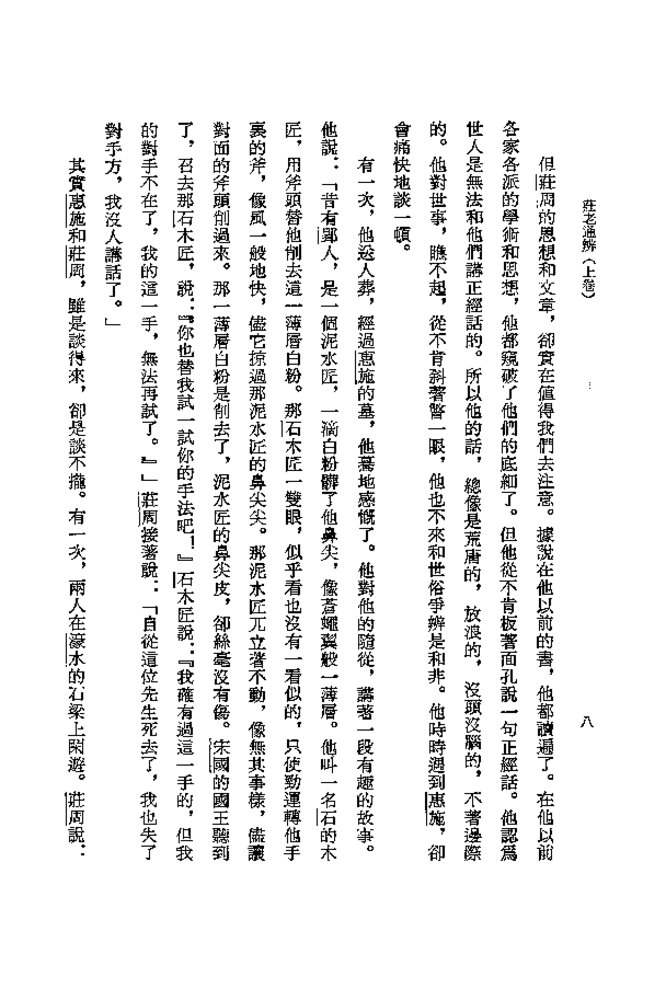 莊老通辨（上卷）
八
但莊周的思想和文章，卻實在值得我們去注意。據說在他以前的書，他都讀遍了。在他以前
各家各派的學術和思想，他都窺破了他們的底細了。但他從不肯板著面孔說一句正經話。他認爲
世人是無法和他們講正經話的。所以他的話，總像是荒唐的，放浪的，沒頭沒腦的，不著邊際
的。他對世事，瞧不起，從不肯斜著瞥一眼，他也不來和世俗爭辨是和非。他時時遇到惠施，卻
會痛快地談一頓。
有一次，他送人葬，經過惠施的墓，他驀地感慨了。他對他的隨從，講著一段有趣的故事。
他說：「昔有郢人，是一個泥水匠，一滴白粉髒了他鼻尖，像蒼蠅翼般一薄層。他叫一名石的木
匠，用斧頭替他削去這一薄層白粉。那石木匠一雙眼，似乎看也沒有一看似的，只使勁運轉他手
裏的斧，像風一般地快，儘它掠過那泥水匠的鼻尖尖。那泥水匠兀立著不動，像無其事樣，儘讓
對面的斧頭削過來。那一薄層白粉是削去了，泥水匠的鼻尖皮，卻絲毫沒有傷。宋國的國王聽到
了，召去那石木匠，說：『你也替我試一試你的手法吧！』石木匠說：『我確有過這一手的，但我
的對手不在了，我的這一手，無法再試了。』」莊周接著說：「自從這位先生死去了，我也失了
對手方，我沒人講話了。」
其實惠施和莊周，雖是談得來，卻是談不攏。有一次，兩人在濠水的石梁上閑遊。莊周說：